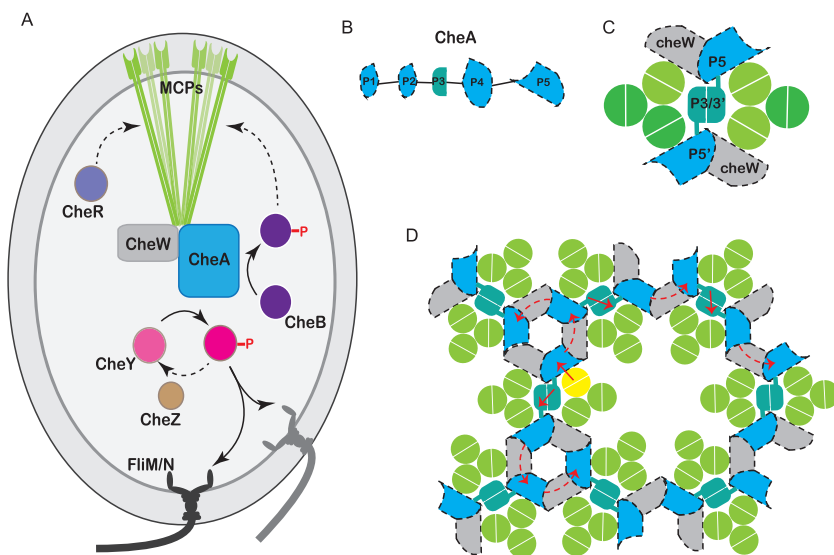 A
MCPs
CheR
CheW
CheA
P
CheB
CheY
P
CheZ
FliM/N
B
CheA
P1
P2
P3
P4
P5
C
cheW
P5
P3/3'
P5'
cheW
D